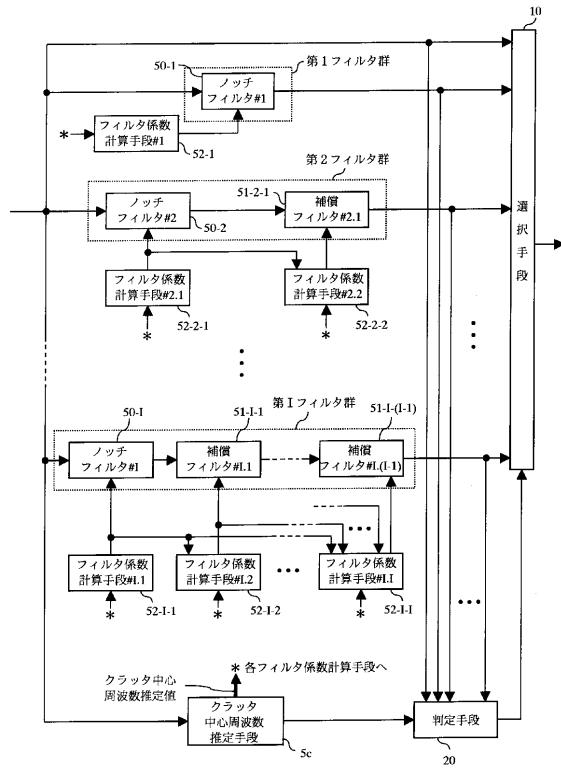 10
50-1
第１フィルタ群
ノッチ
フィルタ#1
*
フィルタ係数
計算手段#1
52-1
第２フィルタ群
51-2-1
ノッチ
フィルタ#2
50-2
補償
フィルタ#2.1
選択手段
フィルタ係数
計算手段#2.1
フィルタ係数
計算手段#2.2
52-2-1
52-2-2
*
*
第Ｉフィルタ群
50-I
51-I-1
51-I-(I-1)
ノッチ
フィルタ#I
補償
フィルタ#I.1
補償
フィルタ#I.(I-1)
フィルタ係数
計算手段#I.1
フィルタ係数
計算手段#I.2
フィルタ係数
計算手段#I.I
52-I-1
52-I-2
52-I-I
*
*
*
* 各フィルタ係数計算手段へ
クラッタ中心
周波数推定値
クラッタ
中心周波数
推定手段
5c
判定手段
20